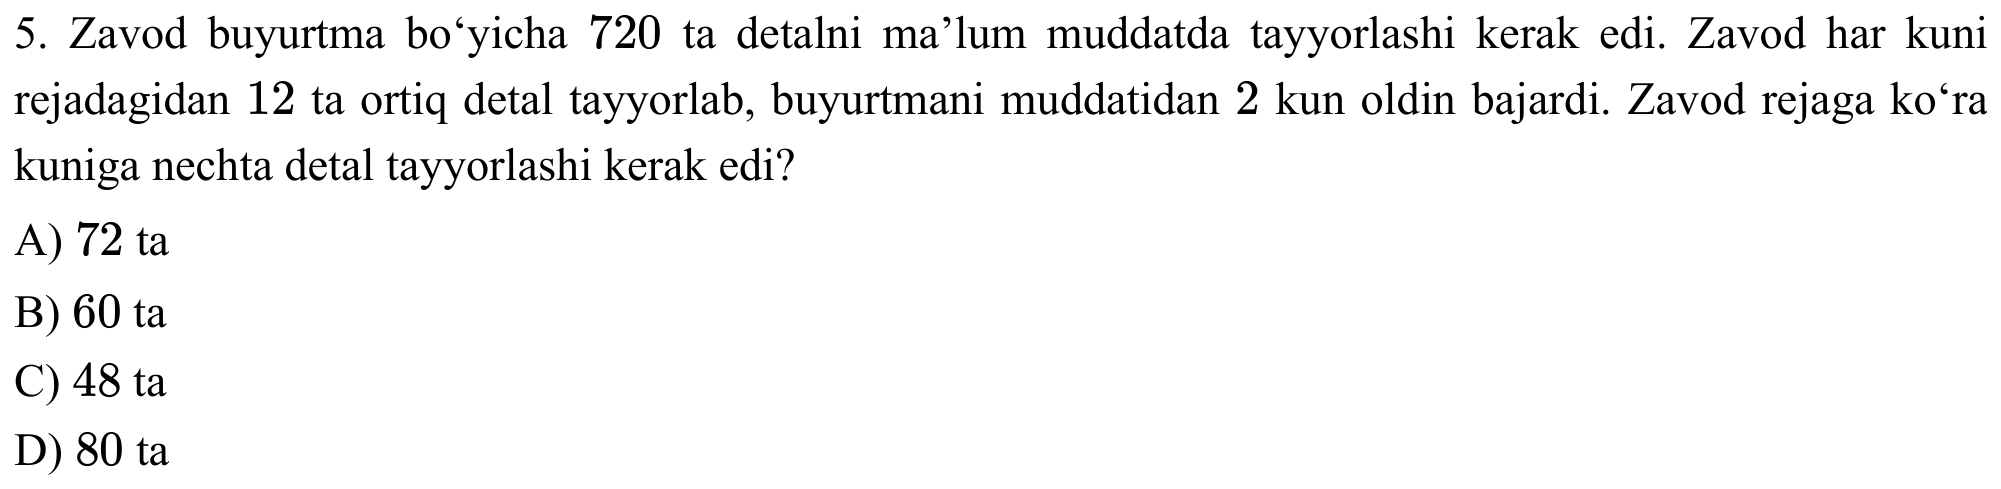 5. Zavod buyurtma bo‘yicha 720 ta detalni ma’lum muddatda tayyorlashi kerak edi. Zavod har kuni
rejadagidan 12 ta ortiq detal tayyorlab, buyurtmani muddatidan 2 kun oldin bajardi. Zavod rejaga ko‘ra
kuniga nechta detal tayyorlashi kerak edi?
A) 72 ta
B) 60 ta
C) 48 ta
D) 80 ta